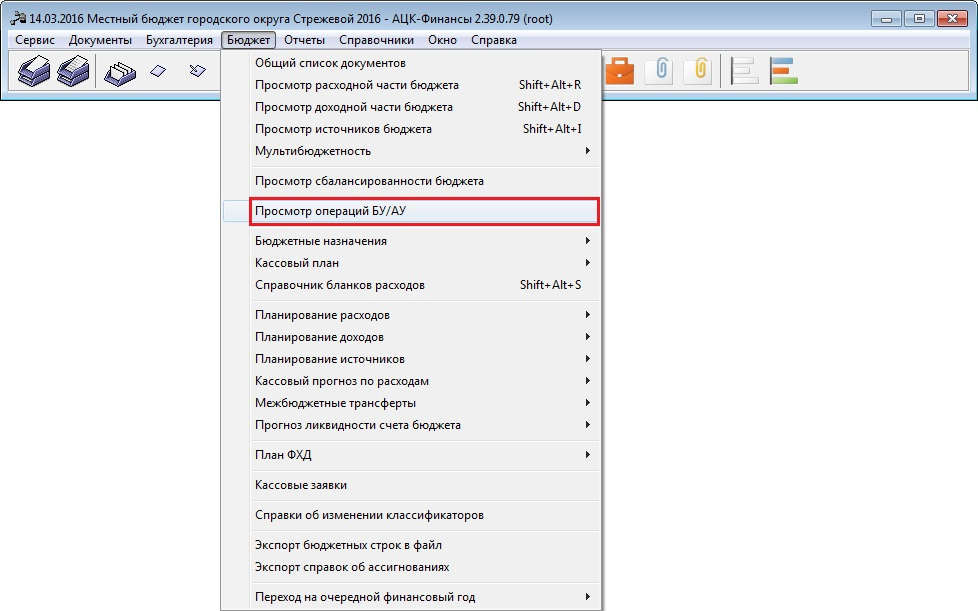 14.03.2016 Местный бюджет городского округа Стрежевой 2016 - АЦК-Финансы 2.39.0.79 (root)
Сервис Документы Бухгалтерия Бюджет Отчеты Справочники Окно Справка
Общий список документов
Просмотр расходной части бюджета Shift+Alt+R
Просмотр доходной части бюджета Shift+Alt+D
Просмотр источников бюджета Shift+Alt+I
Мультибюджетность
Просмотр сбалансированности бюджета
Просмотр операций БУ/АУ
Бюджетные назначения
Кассовый план
Справочник бланков расходов Shift+Alt+S
Планирование расходов
Планирование доходов
Планирование источников
Кассовый прогноз по расходам
Межбюджетные трансферты
Прогноз ликвидности счета бюджета
План ФХД
Кассовые заявки
Справки об изменении классификаторов
Экспорт бюджетных строк в файл
Экспорт справок об ассигнованиях
Переход на очередной финансовый год